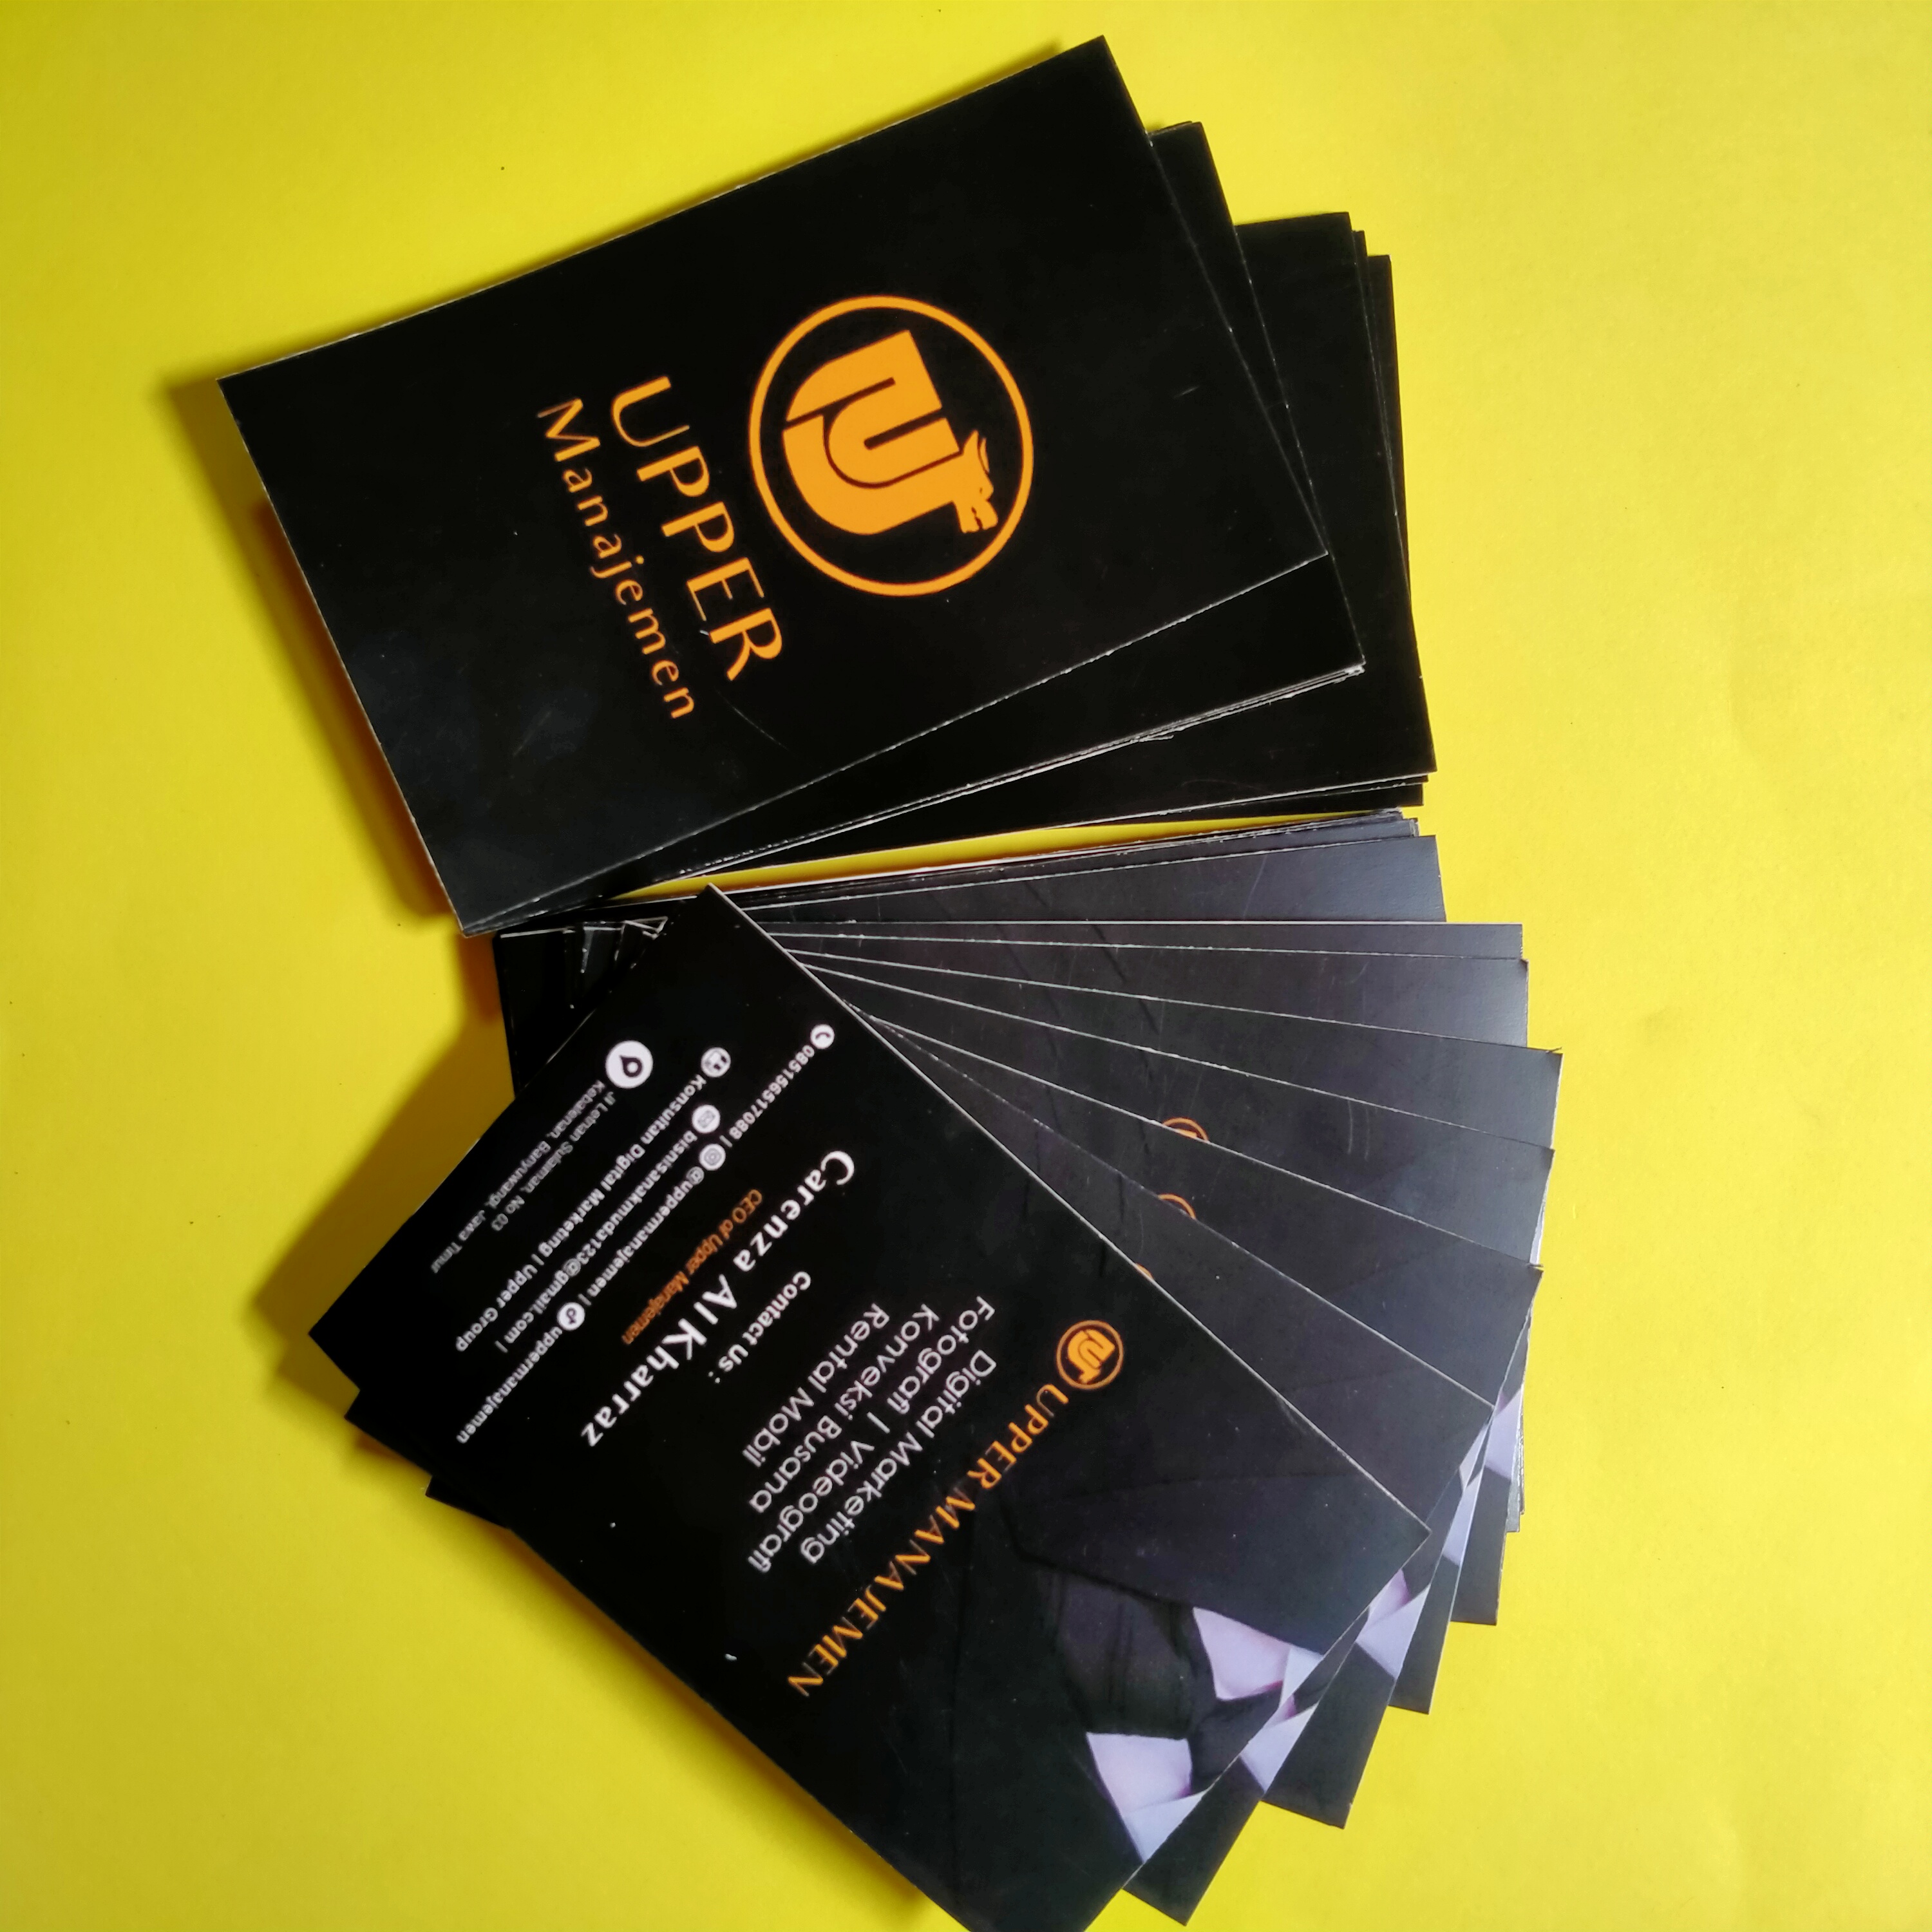 UPPER
Manajemen
UPPER MANAJEMEN
Digital Marketing
Fotografi | Videografi
Konveksi Busana
Rental Mobil
Contact us :
Carenza Al Kharraz
CEO of Upper Manajemen
085156517088 | @uppermanajemen | uppermanajemen
bisnisanakmuda123@gmail.com |
Konsultan Digital Marketing | Upper Group
Jl Letnan Sulaiman, No 03
Kebalenan, Banyuwangi, Jawa Timur